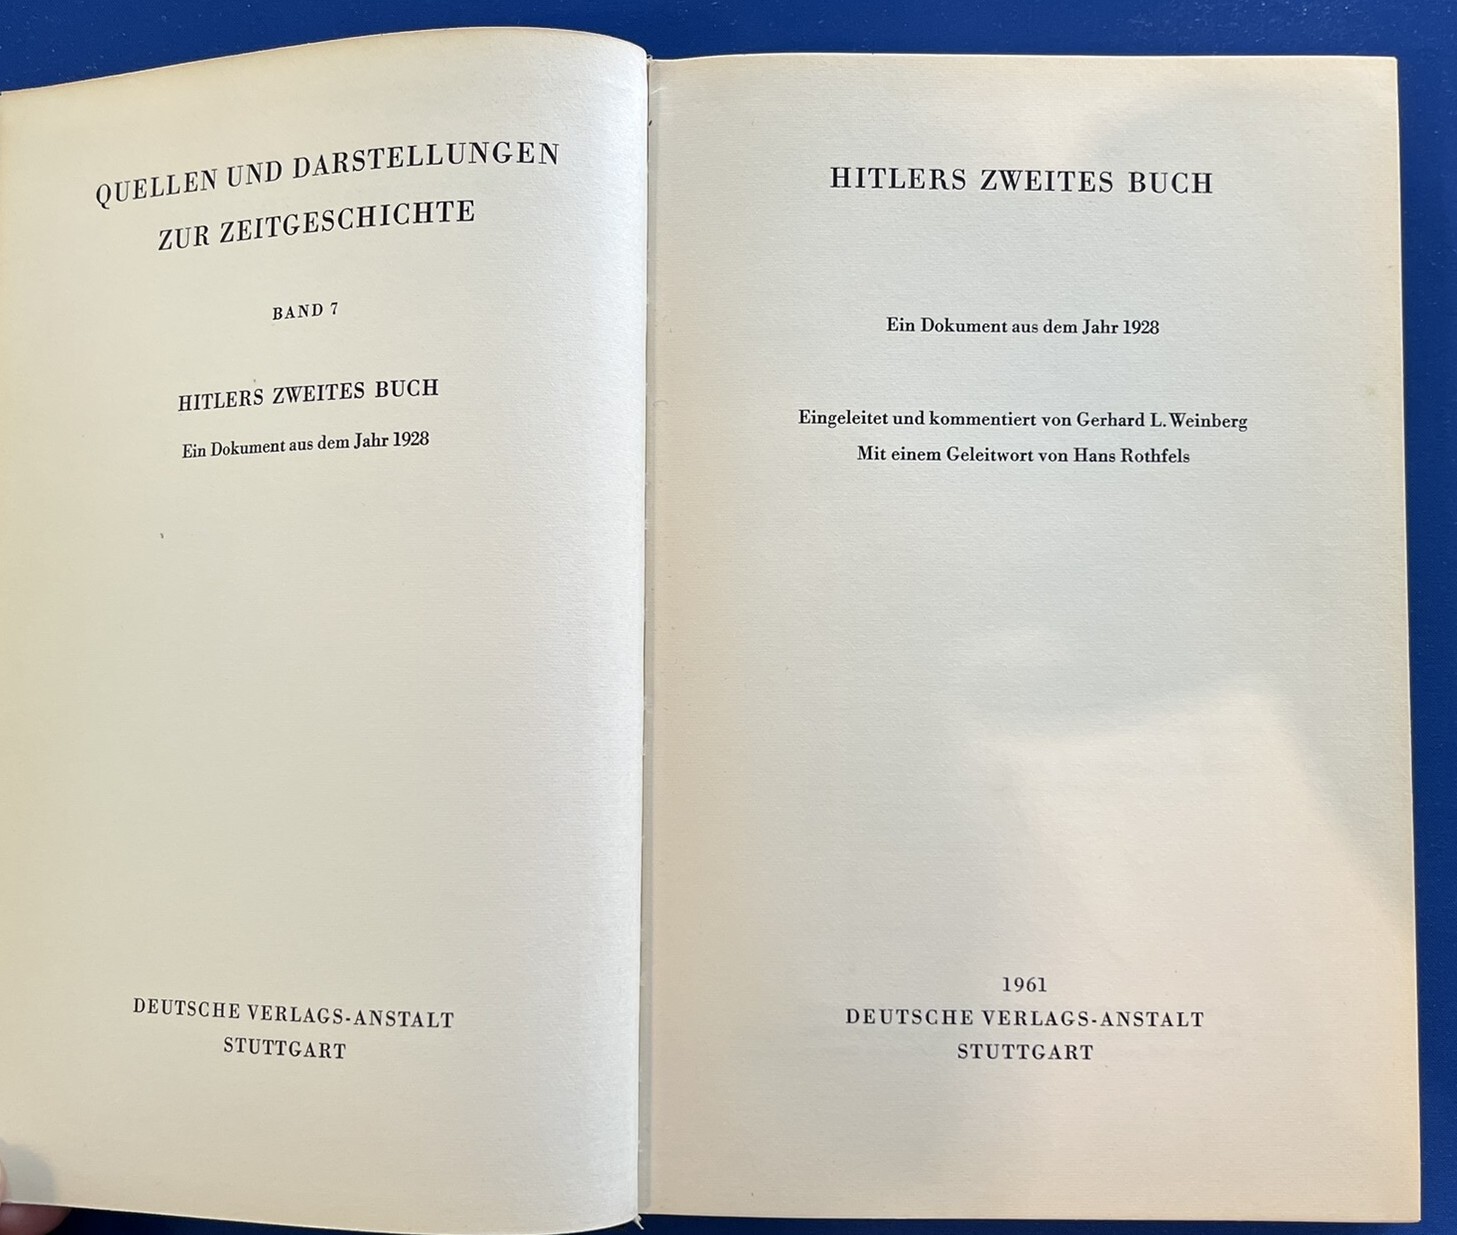 QUELLEN UND DARSTELLUNGEN
ZUR ZEITGESCHICHTE
BAND 7
HITLERS ZWEITES BUCH
Ein Dokument aus dem Jahr 1928
DEUTSCHE VERLAGS-ANSTALT
STUTTGART
HITLERS ZWEITES BUCH
Ein Dokument aus dem Jahr 1928
Eingeleitet und kommentiert von Gerhard L. Weinberg
Mit einem Geleitwort von Hans Rothfels
1961
DEUTSCHE VERLAGS-ANSTALT
STUTTGART